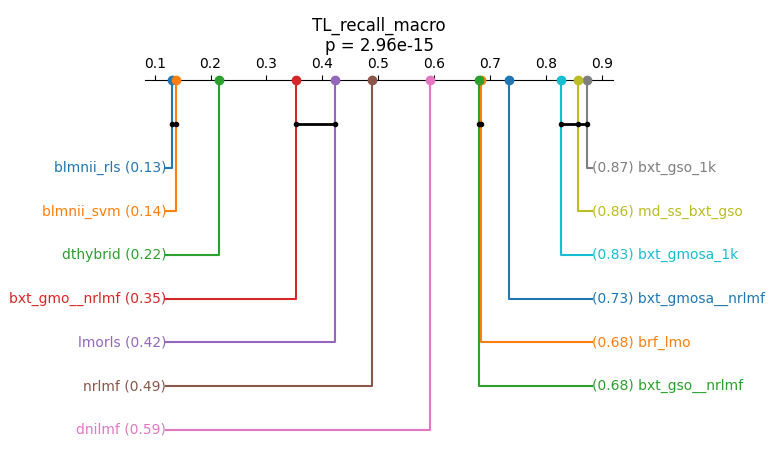 TL_recall_macro
p = 2.96e-15
0.1 0.2 0.3 0.4 0.5 0.6 0.7 0.8 0.9
blmnii_rls (0.13) (0.87) bxt_gso_1k
blmnii_svm (0.14) (0.86) md_ss_bxt_gso
dthybrid (0.22) (0.83) bxt_gmosa_1k
bxt_gmo__nrlmf (0.35) (0.73) bxt_gmosa__nrlmf
lmorls (0.42) (0.68) brf_lmo
nrlmf (0.49) (0.68) bxt_gso__nrlmf
dnilmf (0.59)